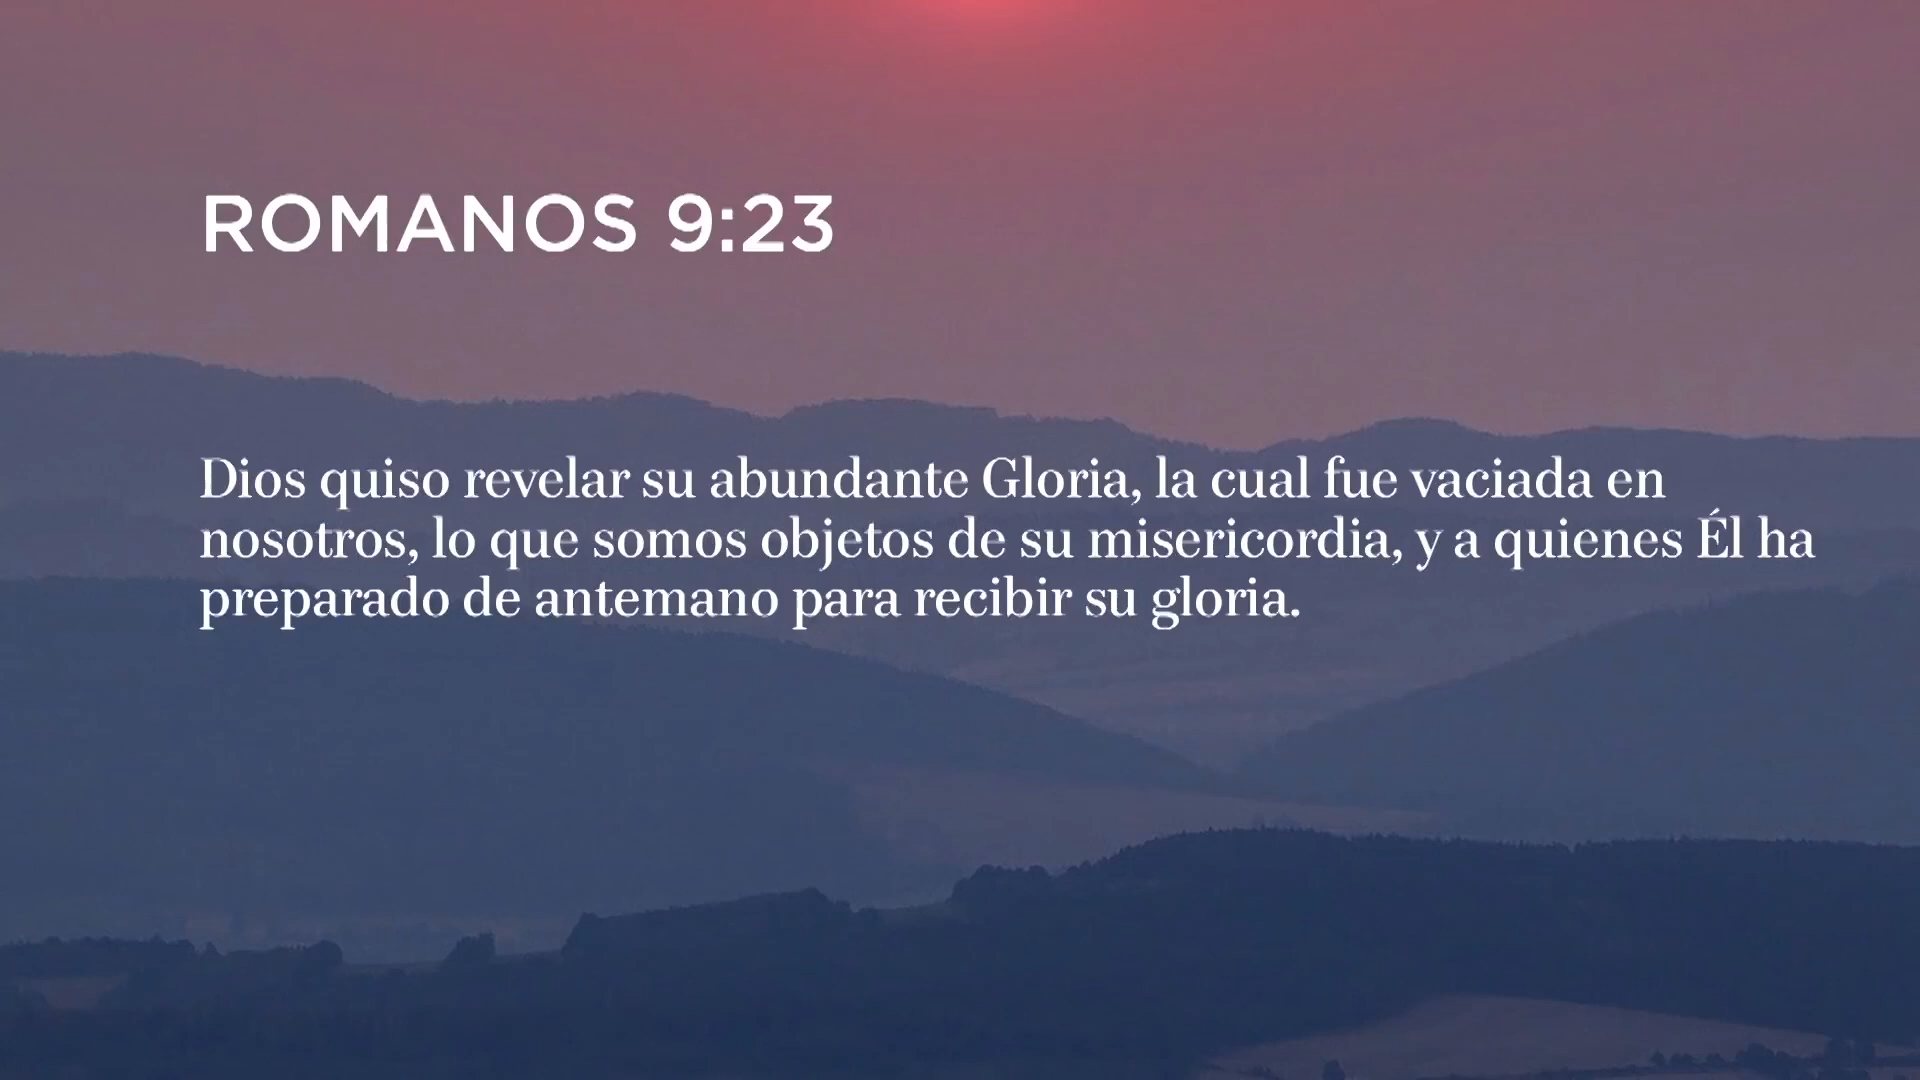 ROMANOS 9:23
Dios quiso revelar su abundante Gloria, la cual fue vaciada en
nosotros, lo que somos objetos de su misericordia, y a quienes Él ha
preparado de antemano para recibir su gloria.